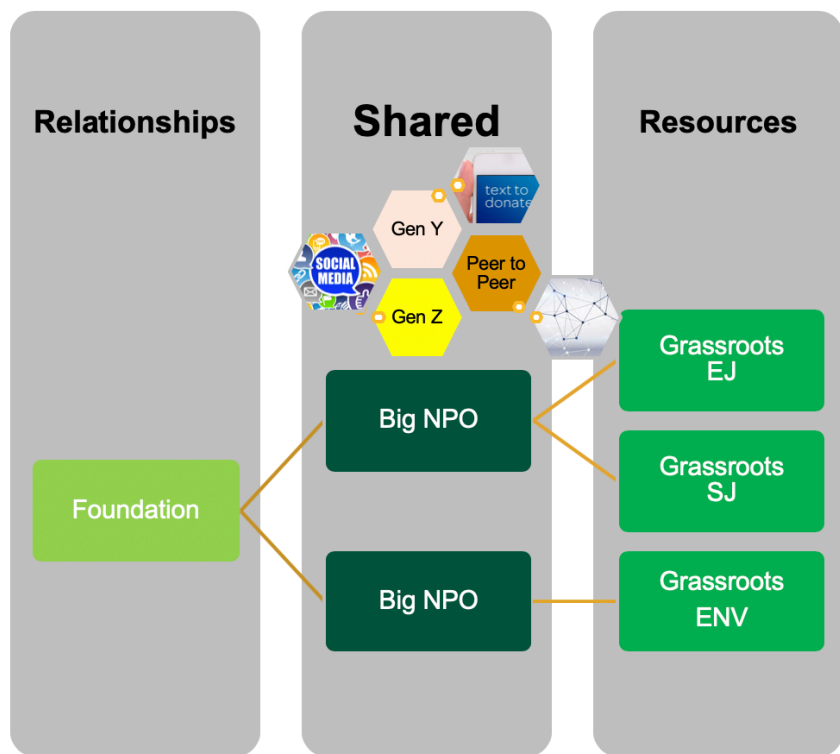 Relationships
Shared
Resources
text to
donate
Gen Y
SOCIAL
MEDIA
Peer to
Peer
Gen Z
Grassroots
EJ
Big NPO
Grassroots
SJ
Foundation
Big NPO
Grassroots
ENV